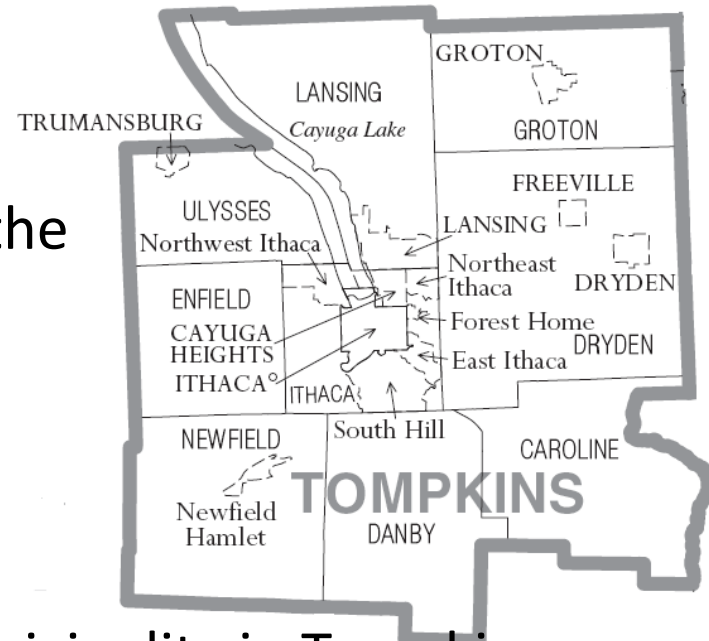 GROTON
LANSING
Cayuga Lake
TRUMANSBURG
GROTON
FREEVILLE
ULYSSES
the
LANSING
Northwest Ithaca
Northeast
Ithaca
DRYDEN
ENFIELD
Forest Home
CAYUGA
HEIGHTS
DRYDEN
East Ithaca
ITHACA
ITHACA
South Hill
NEWFIELD
CAROLINE
TOMPKINS
Newfield
Hamlet
DANBY